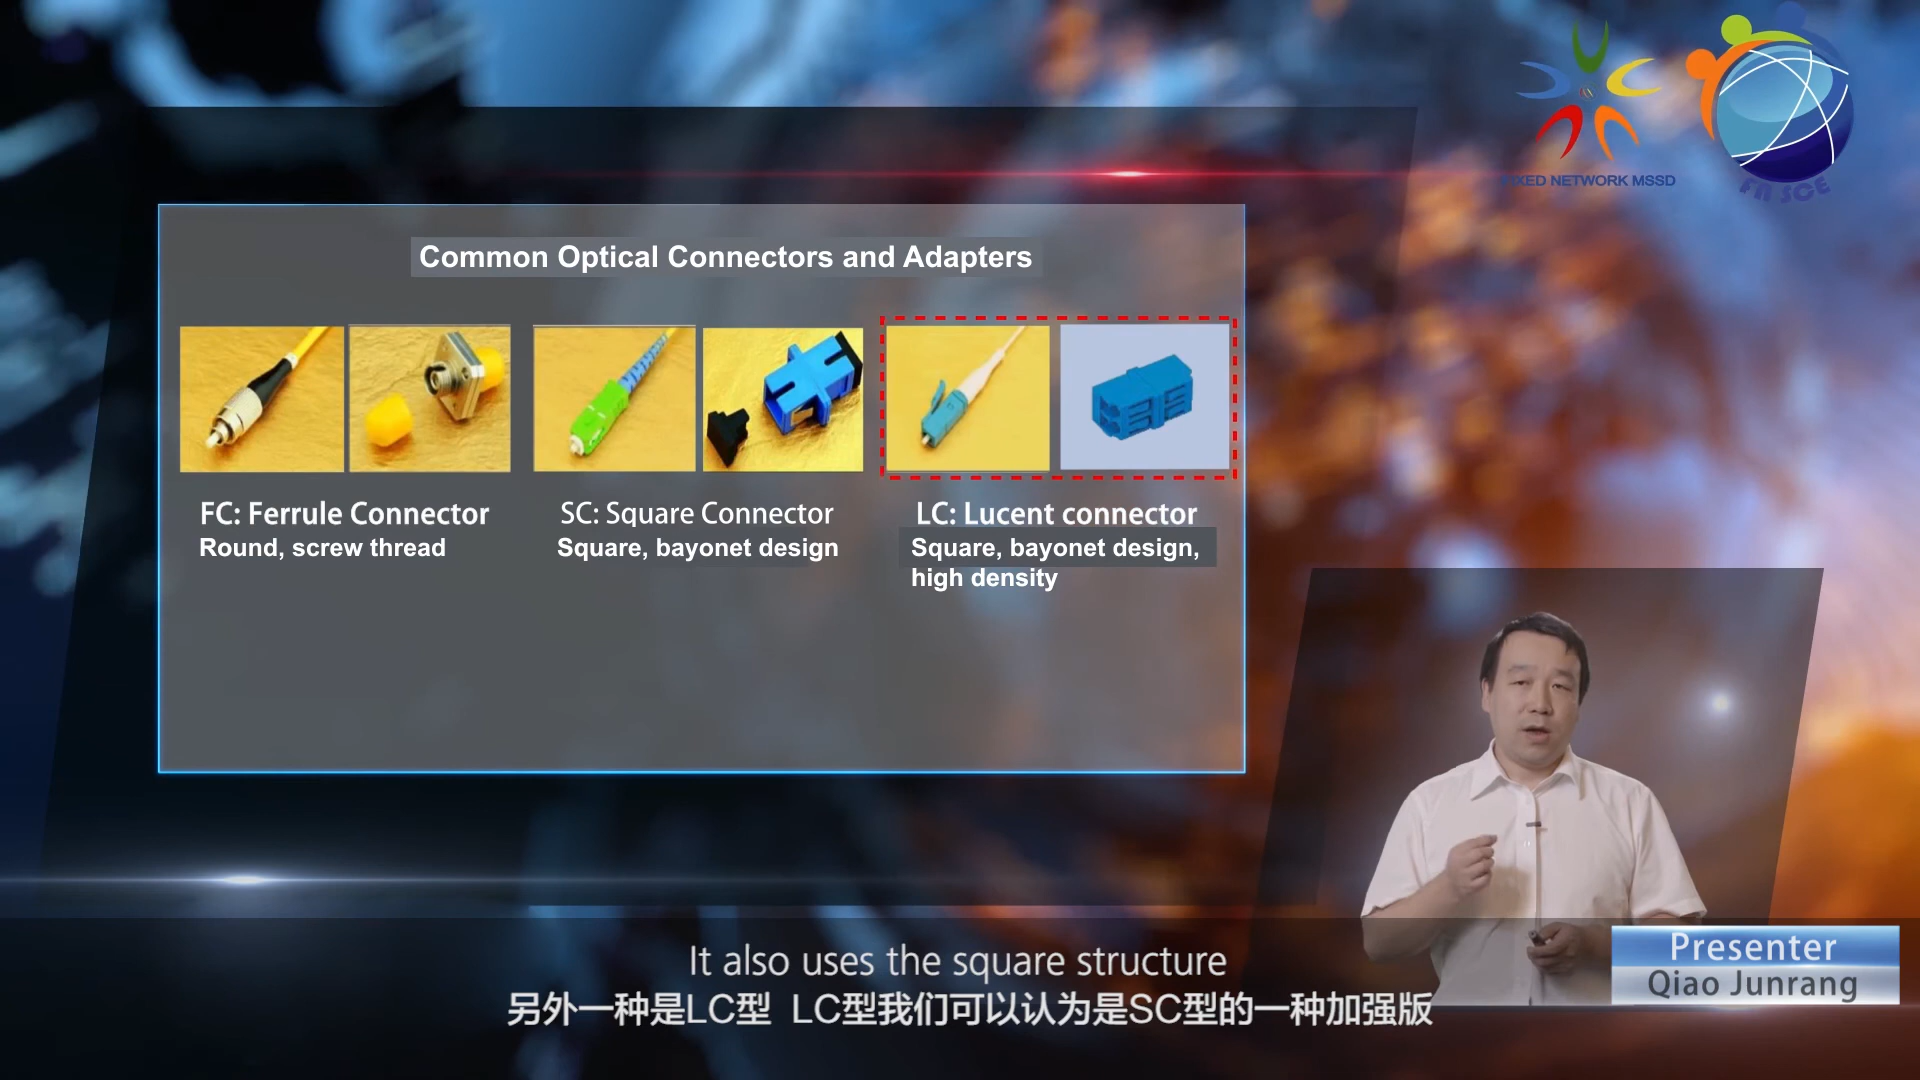 FIXED NETWORK MSSD
FN SCE
Common Optical Connectors and Adapters
FC: Ferrule Connector
Round, screw thread
SC: Square Connector
Square, bayonet design
LC: Lucent connector
Square, bayonet design,
high density
Presenter
Qiao Junrang
It also uses the square structure
另外一种是LC型 LC型我们可以认为是SC型的一种加强版